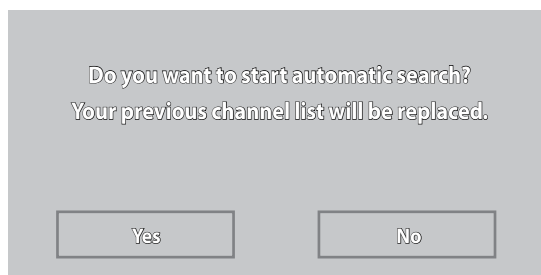 Do you want to start automatic search?
Your previous channel list will be replaced.
Yes
No